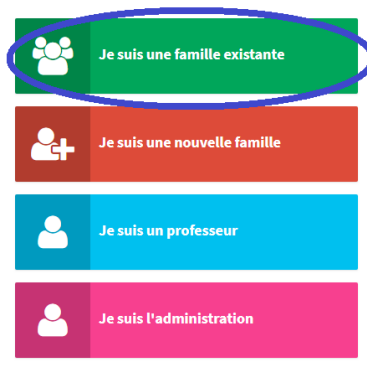 Je suis une famille existante
Je suis une nouvelle famille
Je suis un professeur
Je suis l'administration